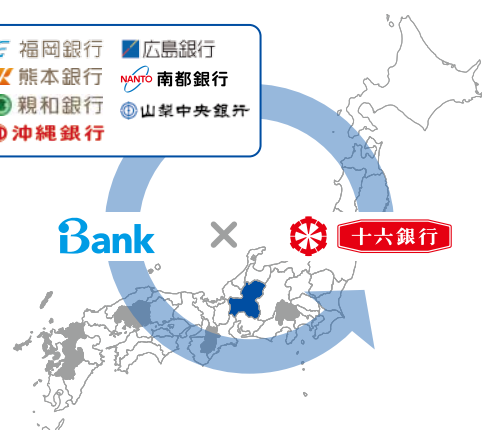 福岡銀行
広島銀行
熊本銀行
NANTO 南都銀行
親和銀行
山梨中央銀行
沖縄銀行
iBank
×
十六銀行